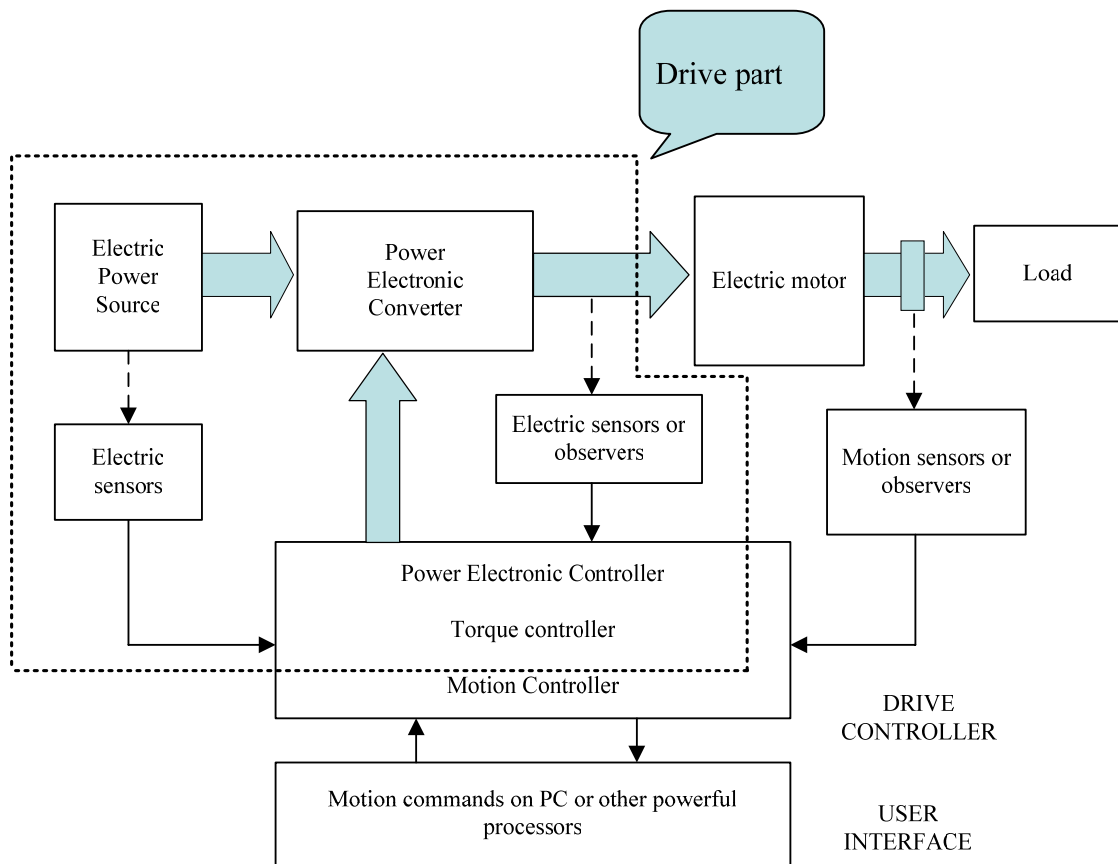 Drive part
Electric
Power
Source
Power
Electronic
Converter
Electric motor
Load
Electric sensors or
observers
Electric
sensors
Motion sensors or
observers
Power Electronic Controller
Torque controller
Motion Controller
DRIVE
CONTROLLER
Motion commands on PC or other powerful
processors
USER
INTERFACE